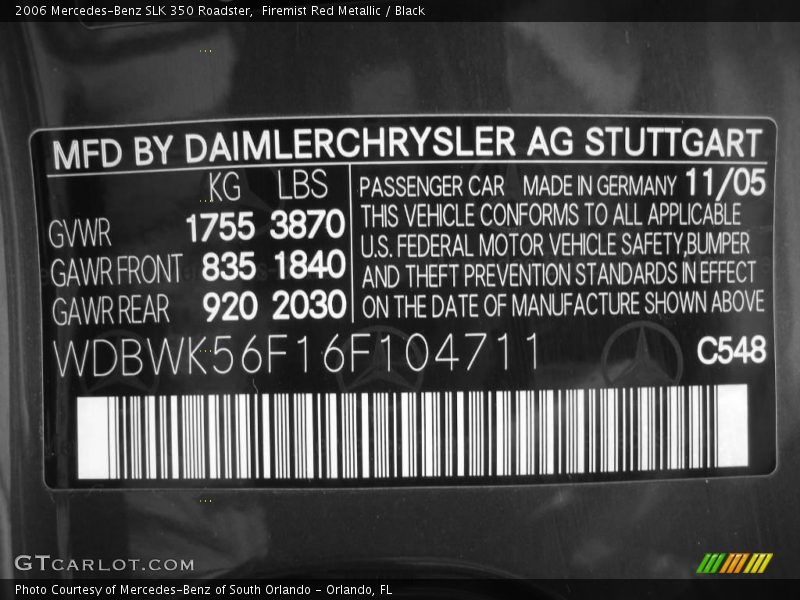 2006 Mercedes-Benz SLK 350 Roadster,  Firemist Red Metallic / Black
MFD BY DAIMLERCHRYSLER AG STUTTGART
KG LBS
GVWR 1755 3870
GAWR FRONT 835 1840
GAWR REAR 920 2030
PASSENGER CAR MADE IN GERMANY 11/05
THIS VEHICLE CONFORMS TO ALL APPLICABLE
U.S. FEDERAL MOTOR VEHICLE SAFETY,BUMPER
AND THEFT PREVENTION STANDARDS IN EFFECT
ON THE DATE OF MANUFACTURE SHOWN ABOVE
WDBWK56F16F104711 C548
GTCARLOT.COM
Photo Courtesy of Mercedes-Benz of South Orlando - Orlando, FL